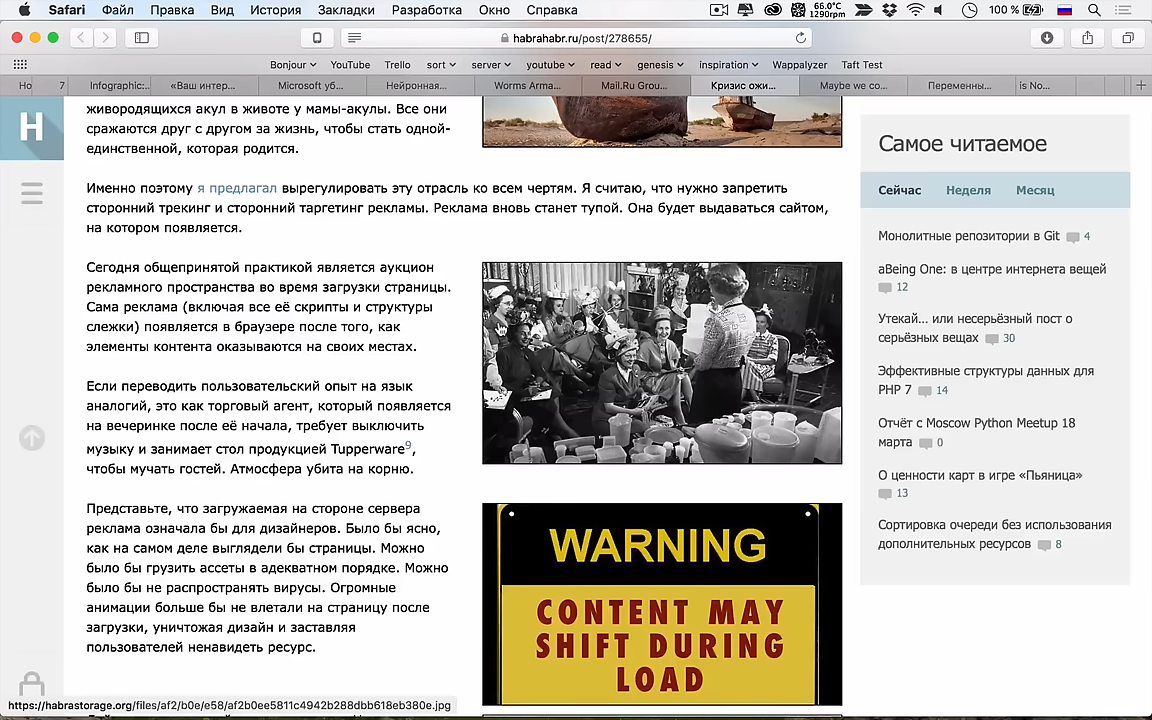 Safari Файл Правка Вид История Закладки Разработка Окно Справка 66.0°C 1290rpm 100 %
habrahabr.ru/post/278655/
Bonjour YouTube Trello sort server youtube read genesis inspiration Wappalyzer Taft Test
Но 7 Infographic:... «Ваш интер... Microsoft уб... Нейронная... Worms Arma... Mail.Ru Grou... Кризис ожи... Maybe we co... Переменны... is No...
H
живородящихся акул в животе у мамы-акулы. Все они
сражаются друг с другом за жизнь, чтобы стать одной-
единственной, которая родится.
Именно поэтому я предлагал вырегулировать эту отрасль ко всем чертям. Я считаю, что нужно запретить
сторонний трекинг и сторонний таргетинг рекламы. Реклама вновь станет тупой. Она будет выдаваться сайтом,
на котором появляется.
Сегодня общепринятой практикой является аукцион
рекламного пространства во время загрузки страницы.
Сама реклама (включая все её скрипты и структуры
слежки) появляется в браузере после того, как
элементы контента оказываются на своих местах.
Если переводить пользовательский опыт на язык
аналогий, это как торговый агент, который появляется
на вечеринке после её начала, требует выключить
музыку и занимает стол продукцией Tupperware9,
чтобы мучать гостей. Атмосфера убита на корню.
Представьте, что загружаемая на стороне сервера
реклама означала бы для дизайнеров. Было бы ясно,
как на самом деле выглядели бы страницы. Можно
было бы грузить ассеты в адекватном порядке. Можно
было бы не распространять вирусы. Огромные
анимации больше бы не влетали на страницу после
загрузки, уничтожая дизайн и заставляя
пользователей ненавидеть ресурс.
WARNING
CONTENT MAY
SHIFT DURING
LOAD
Самое читаемое
Сейчас Неделя Месяц
Монолитные репозитории в Git 4
aBeing One: в центре интернета вещей
12
Утекай... или несерьёзный пост о
серьёзных вещах 30
Эффективные структуры данных для
PHP 7 14
Отчёт с Moscow Python Meetup 18
марта 0
О ценности карт в игре «Пьяница»
13
Сортировка очереди без использования
дополнительных ресурсов 8
https://habrastorage.org/files/af2/b0e/e58/af2b0ee5811c4942b288dbb618eb380e.jpg